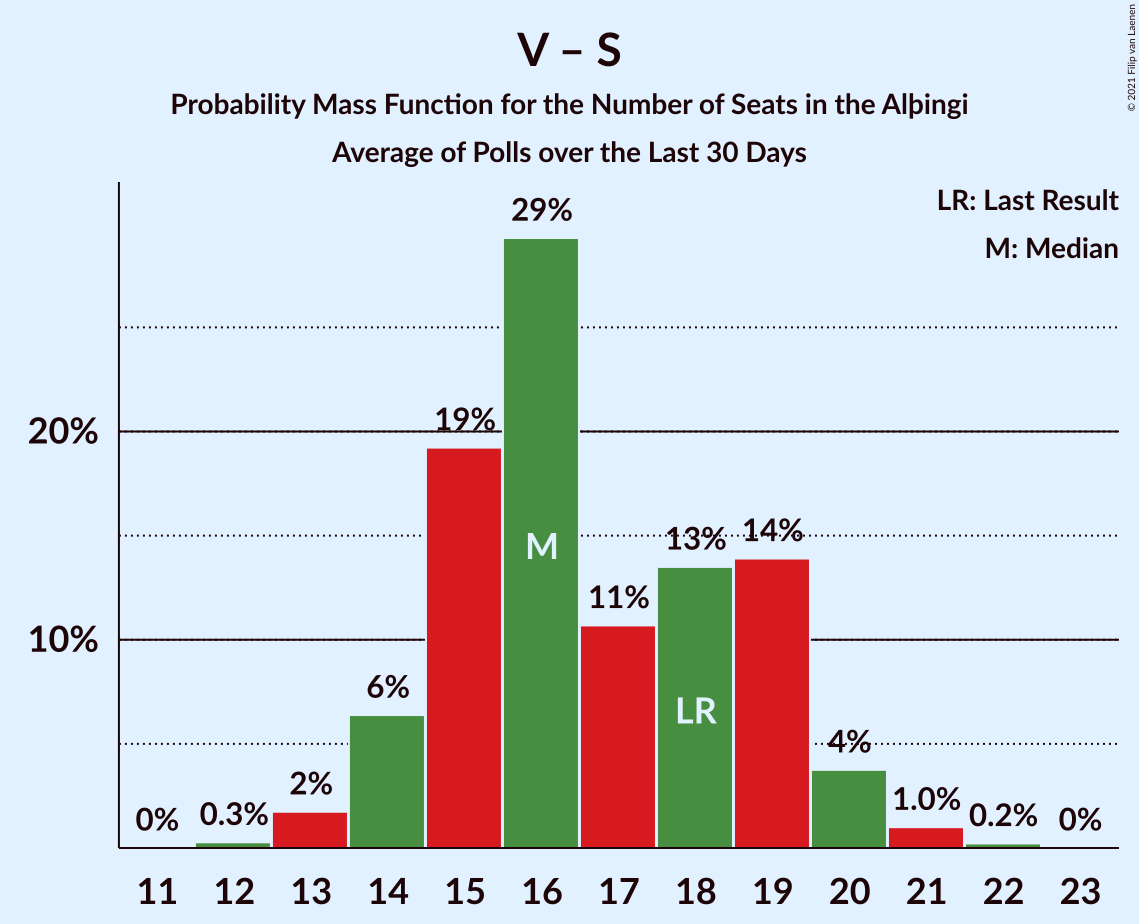 V – S
Probability Mass Function for the Number of Seats in the Alþingi
Average of Polls over the Last 30 Days
© 2021 Filip van Laenen
LR: Last Result
M: Median
20%
10%
0%
0.3%
2%
6%
19%
29%
11%
13%
14%
4%
1.0%
0.2%
0%
M
LR
11 12 13 14 15 16 17 18 19 20 21 22 23